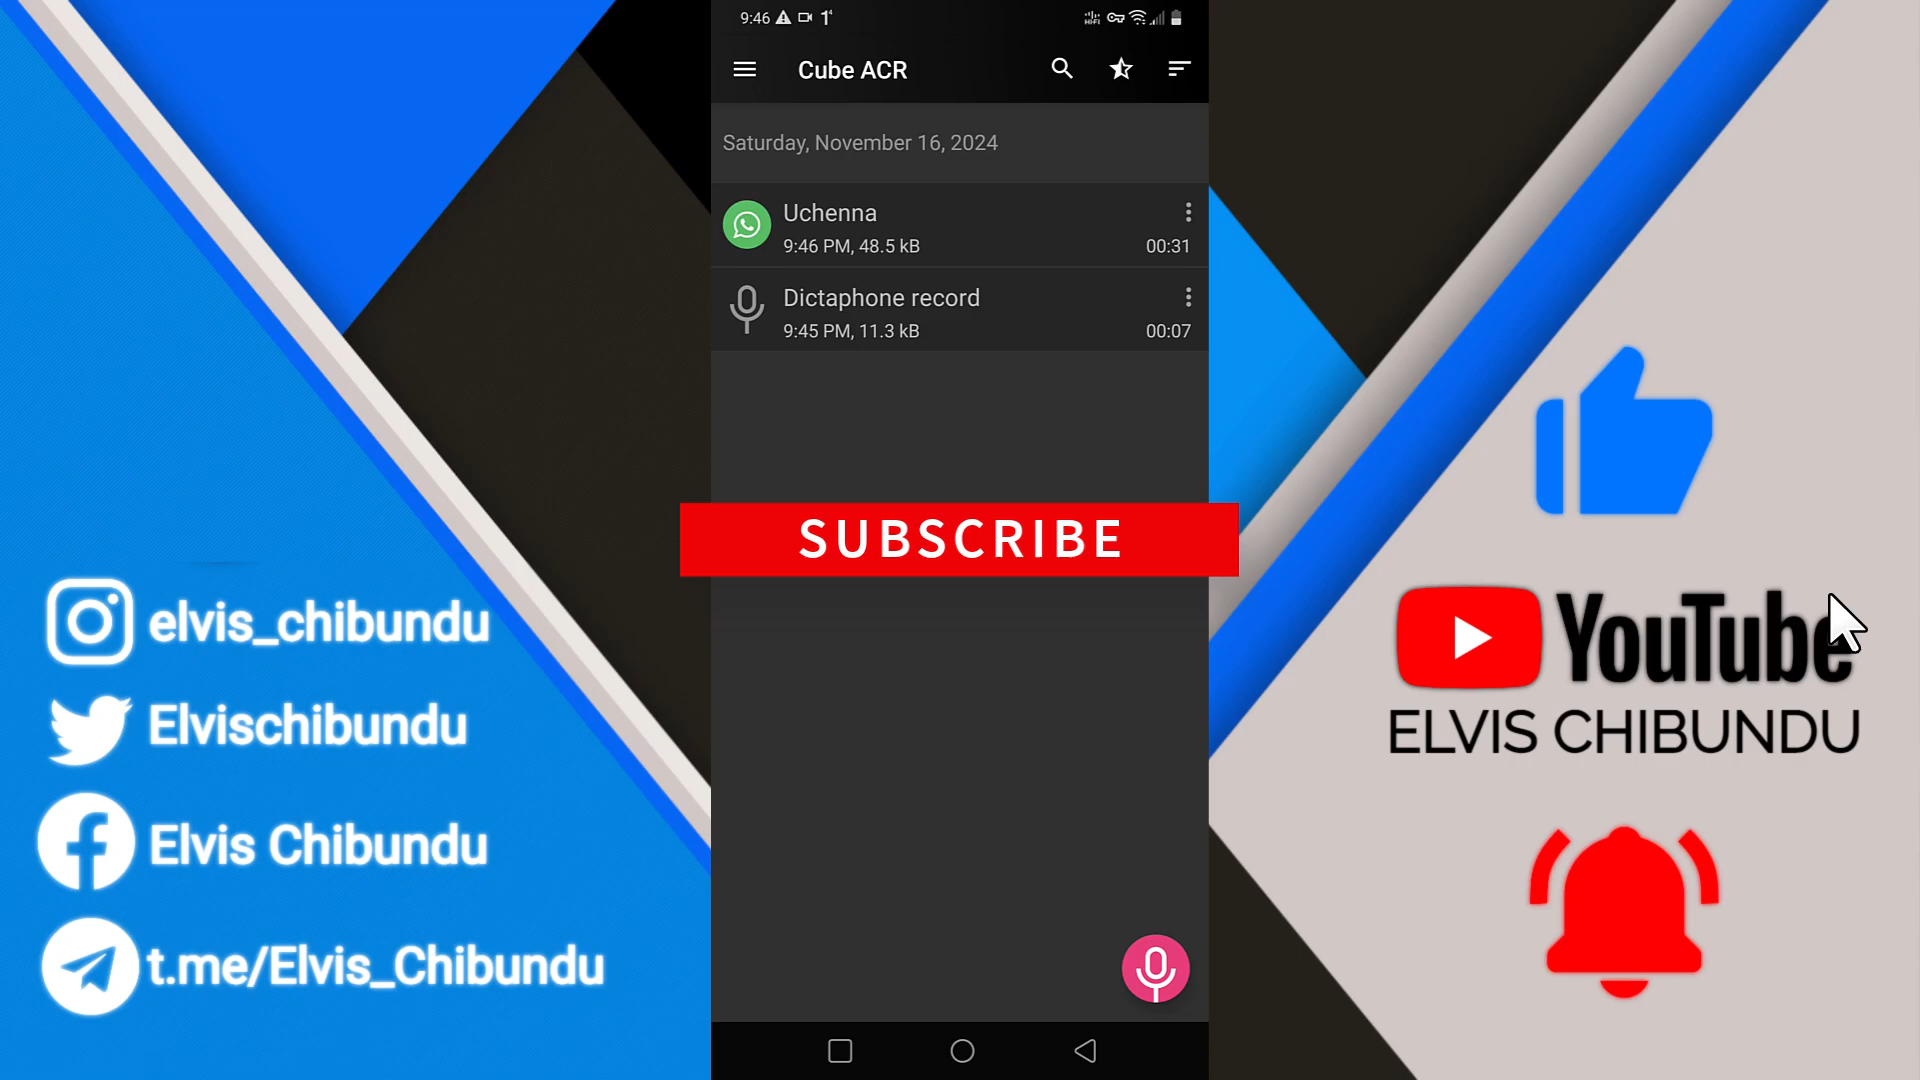 9:46
Cube ACR
Saturday, November 16, 2024
Uchenna
9:46 PM, 48.5 kB
00:31
Dictaphone record
9:45 PM, 11.3 kB
00:07
SUBSCRIBE
elvis_chibundu
Elvischibundu
Elvis Chibundu
t.me/Elvis_Chibundu
YouTube
ELVIS CHIBUNDU